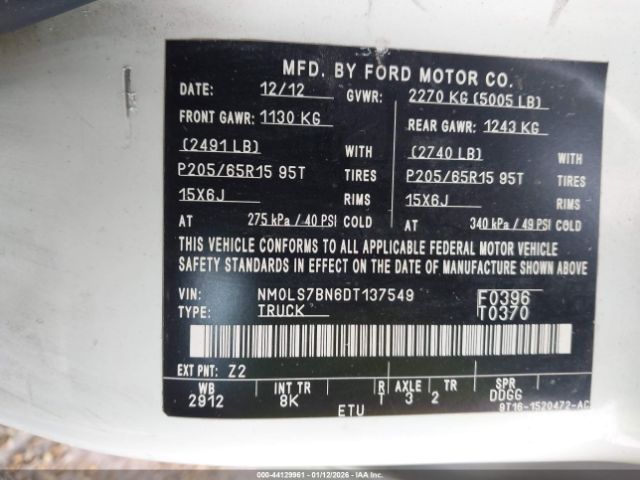 MFD. BY FORD MOTOR CO.
DATE: 12/12 GVWR: 2270 KG (5005 LB)
FRONT GAWR: 1130 KG REAR GAWR: 1243 KG
(2491 LB) WITH (2740 LB) WITH
P205/65R15 95T TIRES P205/65R15 95T TIRES
15X6J RIMS 15X6J RIMS
AT 275 kPa / 40 PSI COLD AT 340 kPa / 49 PSI COLD
THIS VEHICLE CONFORMS TO ALL APPLICABLE FEDERAL MOTOR VEHICLE
SAFETY STANDARDS IN EFFECT ON THE DATE OF MANUFACTURE SHOWN ABOVE
VIN: NM0LS7BN6DT137549 F0396
TYPE: TRUCK T0370
EXT PNT: Z2
WB INT TR R AXLE TR SPR
2912 8K T 3 2 DDGG
ETU 9T16-1520472-AC
000-44129961 - 01/12/2026 - IAA Inc.